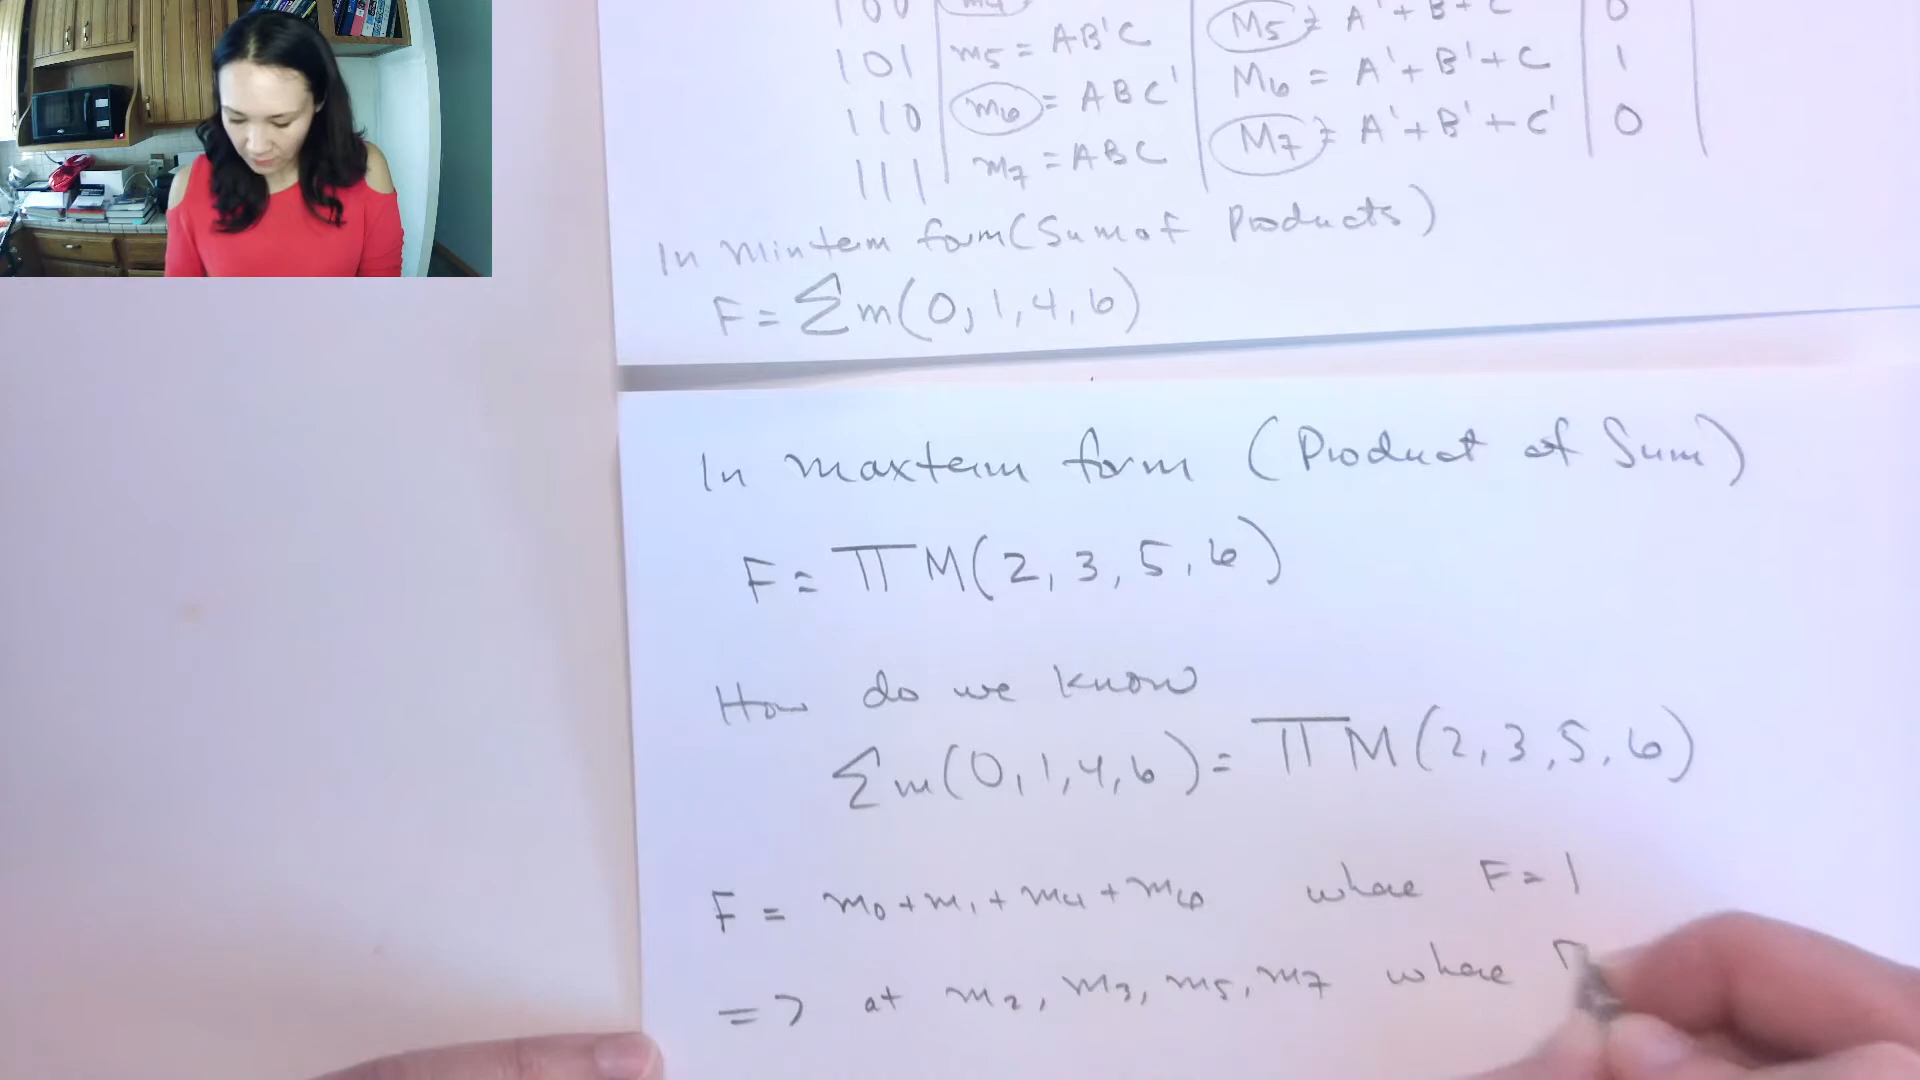 100 m4 M5 = A' + B + C' 0
101 m5 = AB'C M6 = A' + B' + C 1
110 m6 = ABC' M7 = A' + B' + C' 0
111 m7 = ABC
In Mintem form (Sum of Products)
F = Σm(0, 1, 4, 6)
In maxterm form (Product of Sum)
F = ΠM(2, 3, 5, 6)
How do we know
Σm(0, 1, 4, 6) = ΠM(2, 3, 5, 6)
F = m0 + m1 + m4 + m6 where F = 1
=> at m2, m3, m5, m7 where